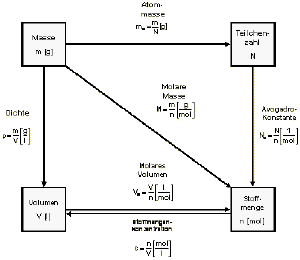 Atom-
masse
mₐ = m/N [g]
Masse
m [g]
Teilchen-
zahl
N
Molare
Masse
M = m/n [g/mol]
Dichte
ρ = m/V [g/l]
Avogadro-
Konstante
Nₐ = N/n [1/mol]
Molares
Volumen
Vₘ = V/n [l/mol]
Volumen
V [l]
Stoff-
menge
n [mol]
Stoffmengen-
konzentration
c = n/V [mol/l]